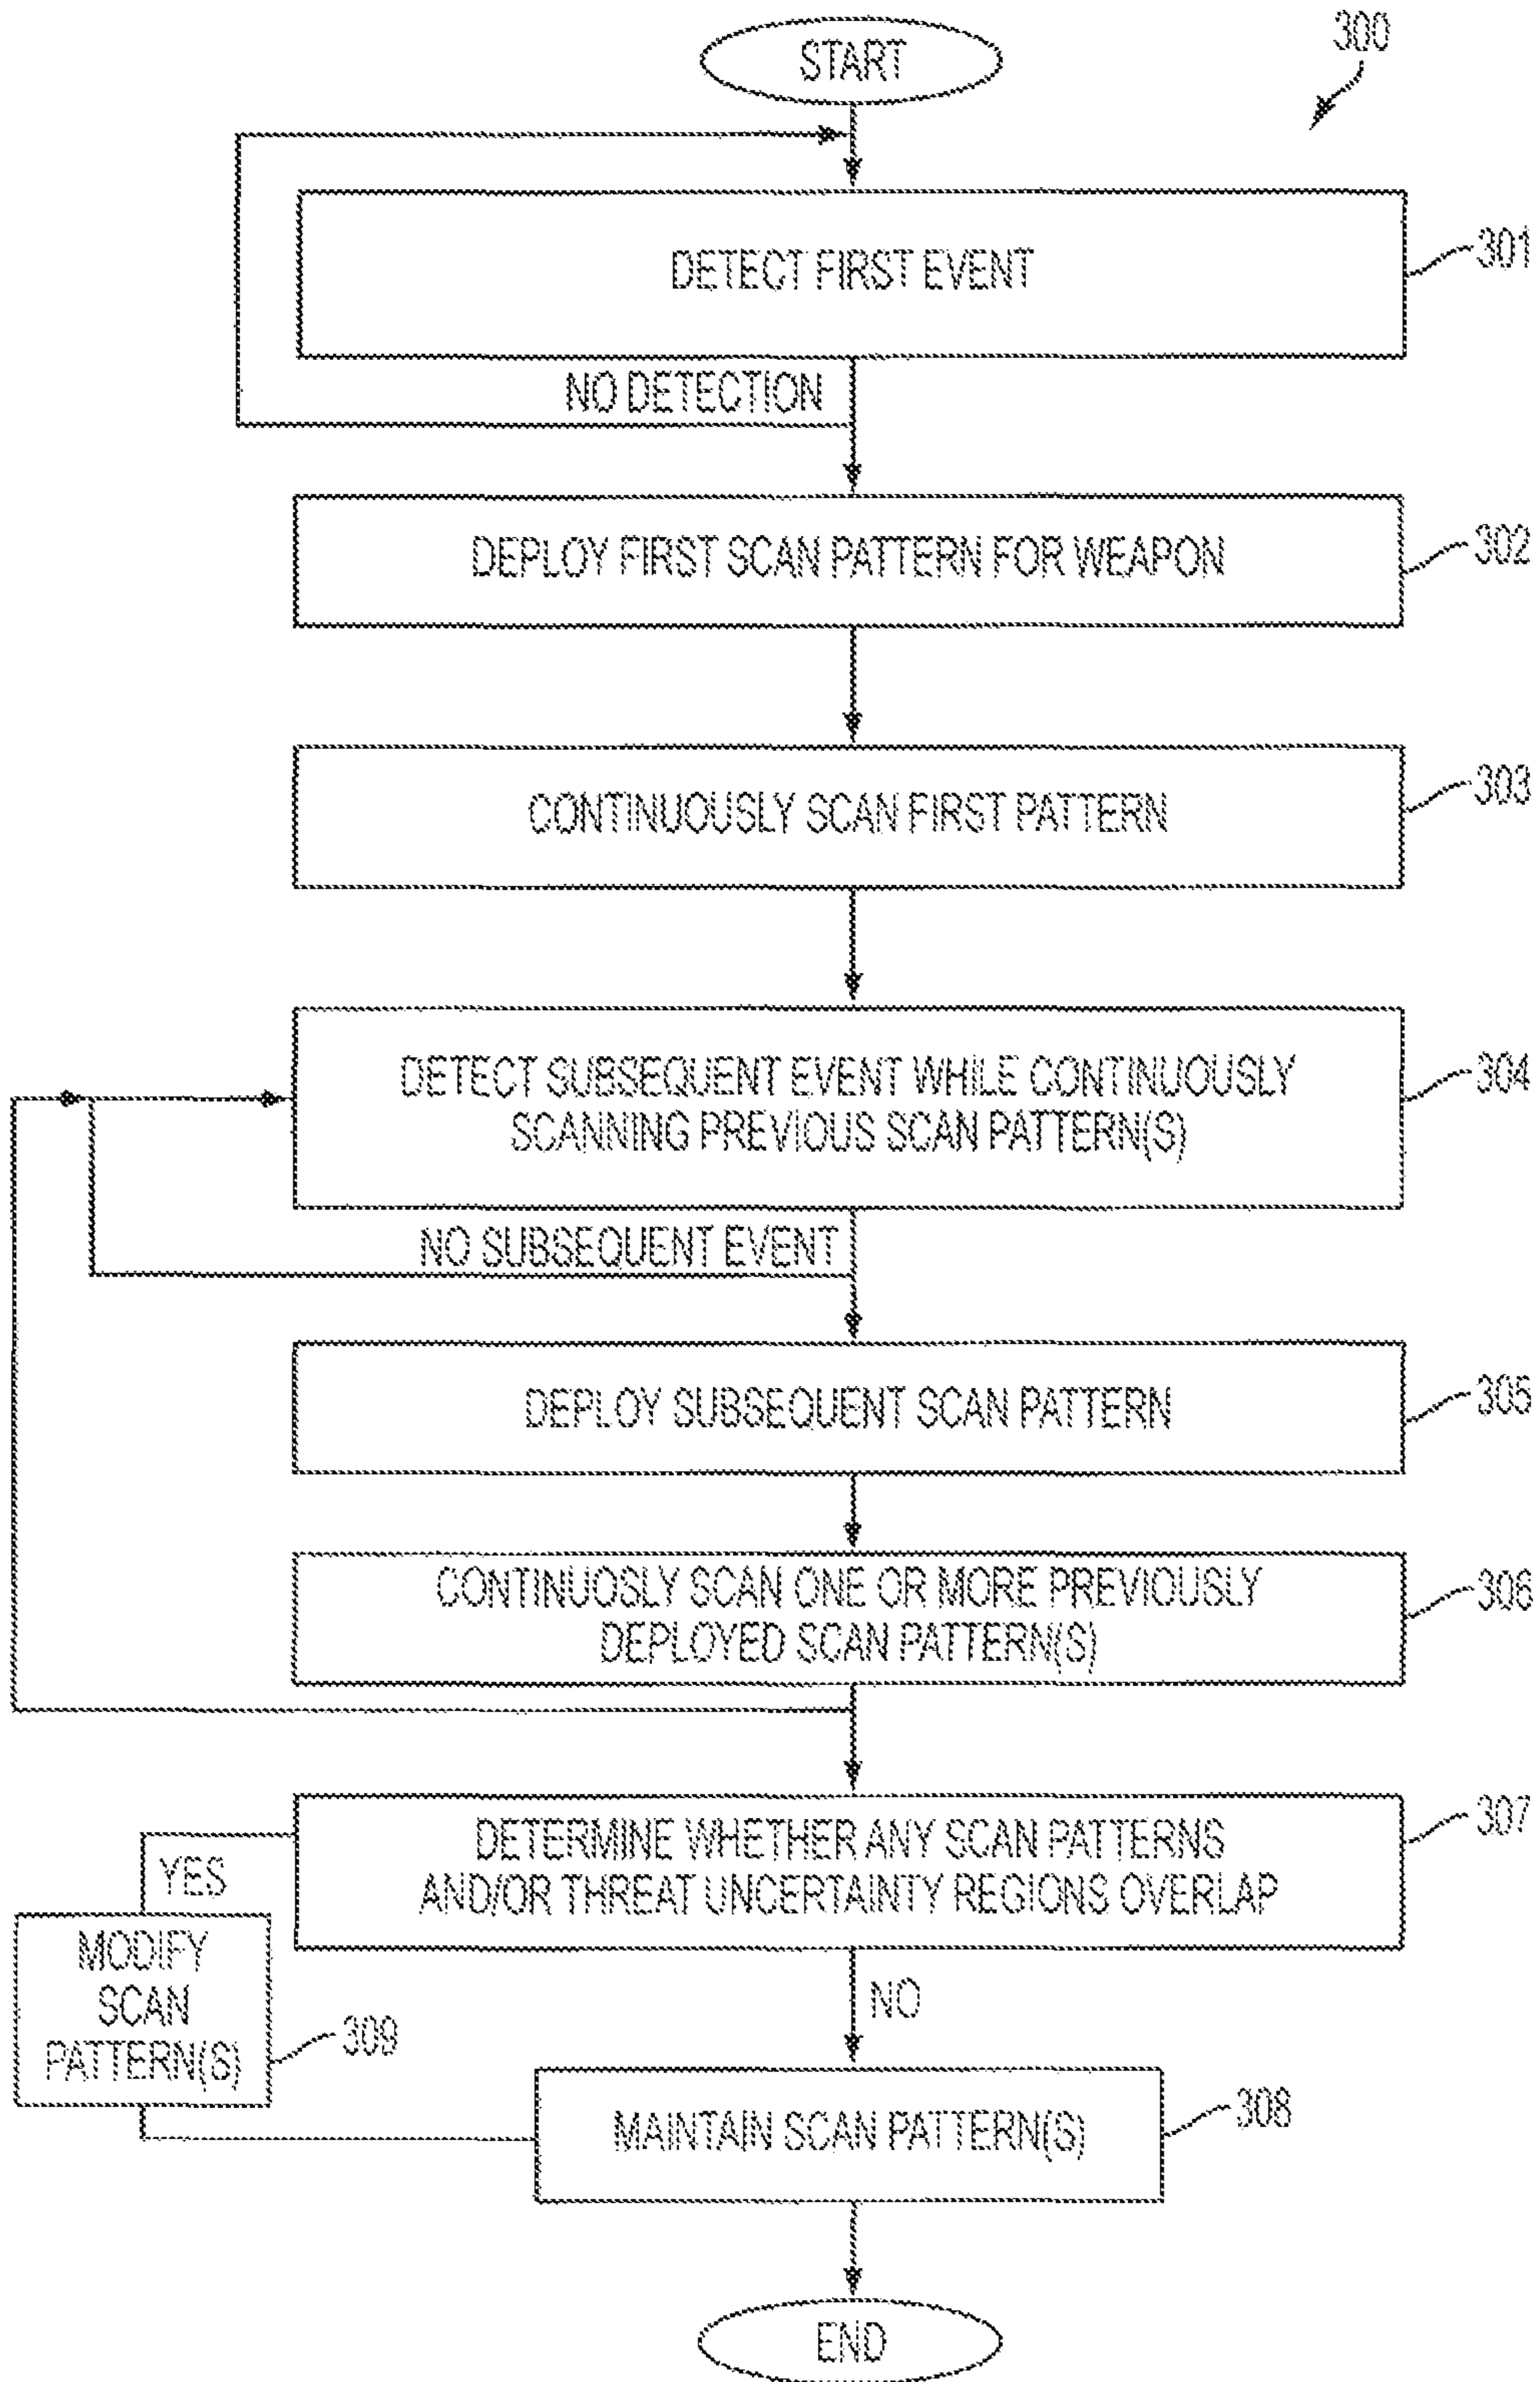 300
START
DETECT FIRST EVENT
301
NO DETECTION
DEPLOY FIRST SCAN PATTERN FOR WEAPON
302
CONTINUOUSLY SCAN FIRST PATTERN
303
DETECT SUBSEQUENT EVENT WHILE CONTINUOUSLY
SCANNING PREVIOUS SCAN PATTERN(S)
304
NO SUBSEQUENT EVENT
DEPLOY SUBSEQUENT SCAN PATTERN
305
CONTINUOSLY SCAN ONE OR MORE PREVIOUSLY
DEPLOYED SCAN PATTERN(S)
306
DETERMINE WHETHER ANY SCAN PATTERNS
AND/OR THREAT UNCERTAINTY REGIONS OVERLAP
307
YES
MODIFY
SCAN
PATTERN(S)
309
NO
MAINTAIN SCAN PATTERN(S)
308
END